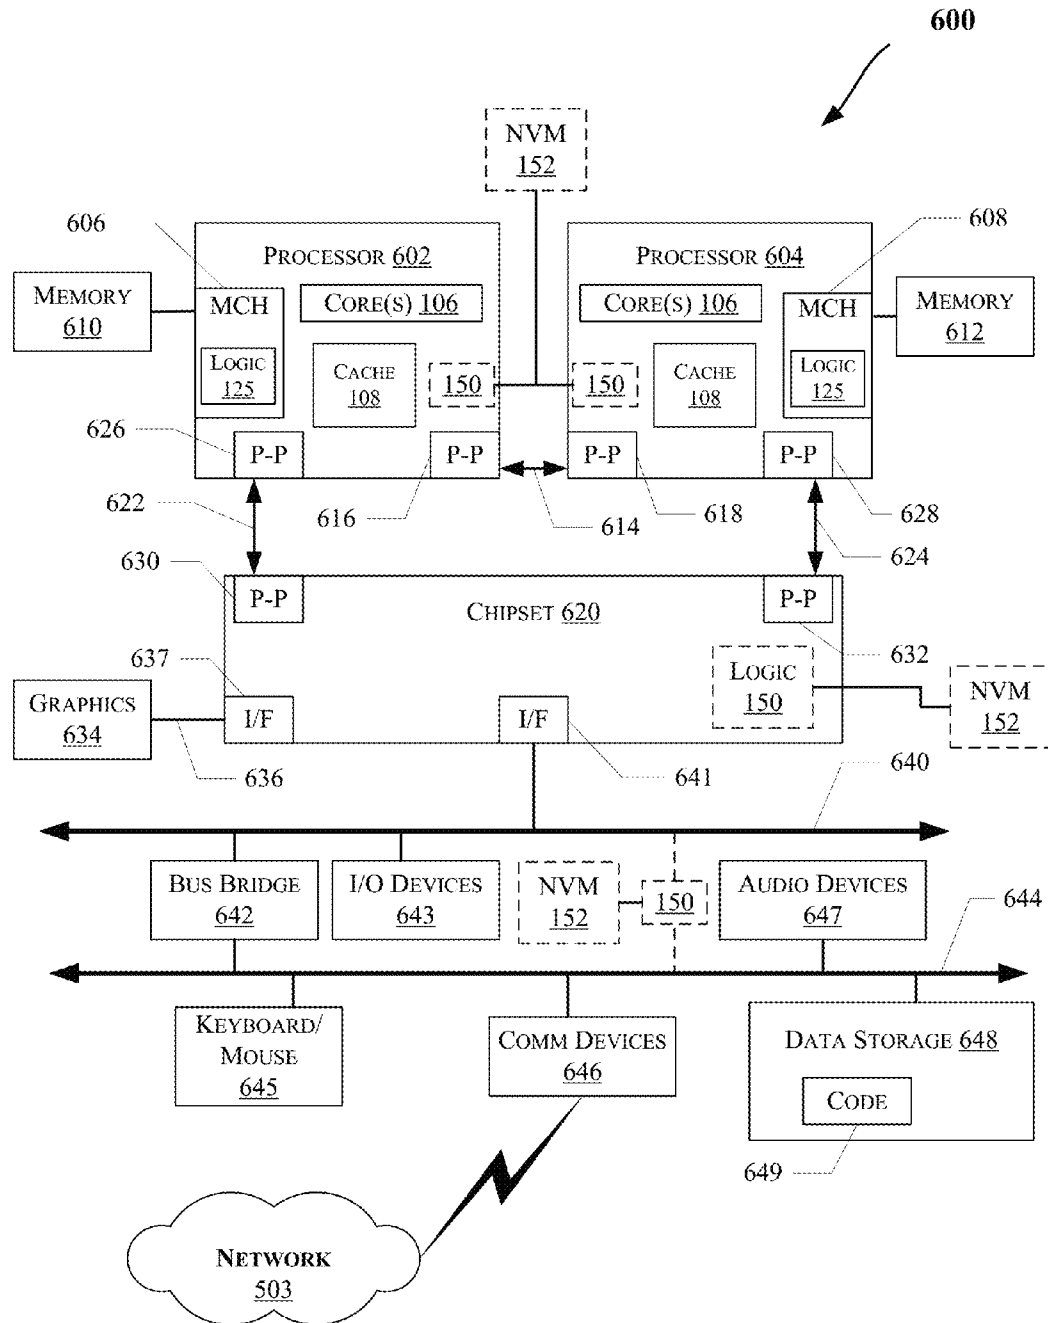 600
NVM
152
606
608
PROCESSOR 602
PROCESSOR 604
MEMORY
610
MCH
CORE(S) 106
CORE(S) 106
MCH
MEMORY
612
LOGIC
125
CACHE
108
150
150
CACHE
108
LOGIC
125
626
P-P
P-P
P-P
P-P
622
616
614
618
628
624
630
P-P
CHIPSET 620
P-P
637
632
LOGIC
150
NVM
152
GRAPHICS
634
I/F
I/F
636
641
640
BUS BRIDGE
642
I/O DEVICES
643
NVM
152
150
AUDIO DEVICES
647
644
KEYBOARD/
MOUSE
645
COMM DEVICES
646
DATA STORAGE 648
CODE
649
NETWORK
503